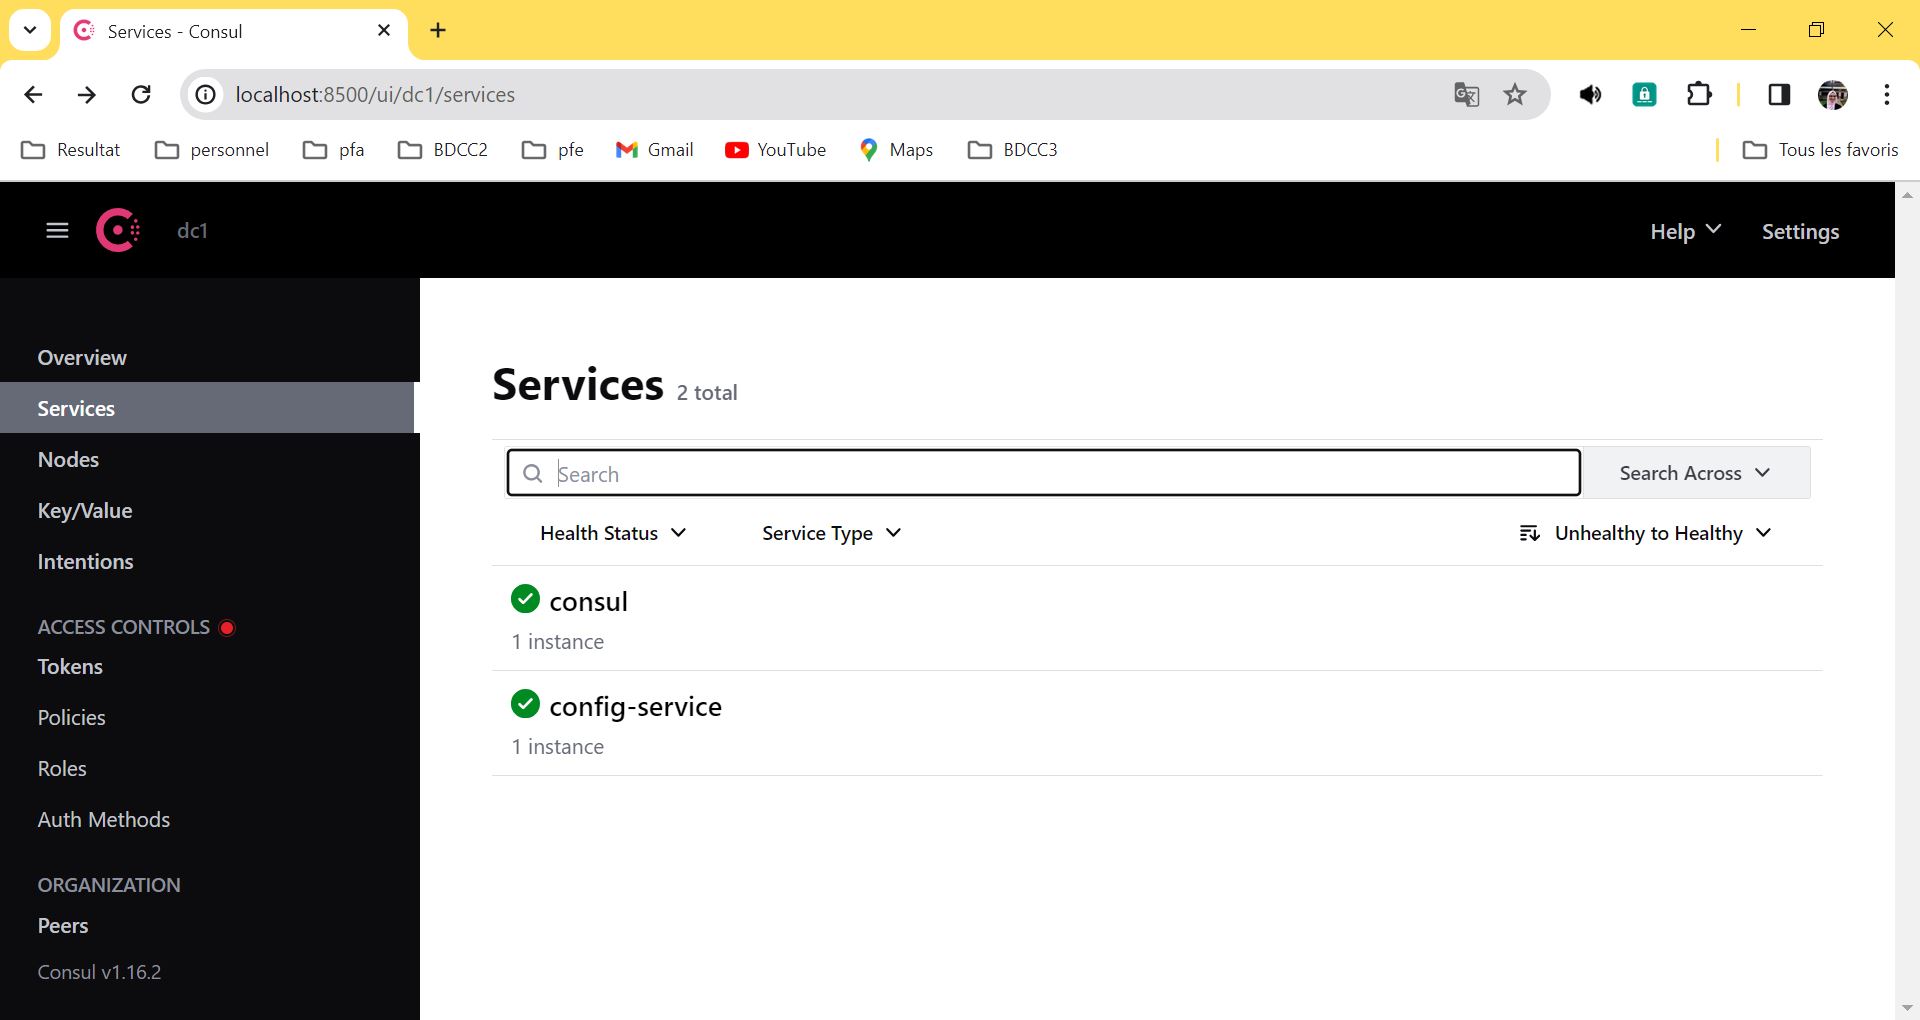 Services - Consul
localhost:8500/ui/dc1/services
Resultat personnel pfa BDCC2 pfe Gmail YouTube Maps BDCC3 Tous les favoris
dc1 Help Settings
Overview
Services
Nodes
Key/Value
Intentions
ACCESS CONTROLS
Tokens
Policies
Roles
Auth Methods
ORGANIZATION
Peers
Consul v1.16.2
Services 2 total
Search Search Across
Health Status Service Type Unhealthy to Healthy
consul
1 instance
config-service
1 instance